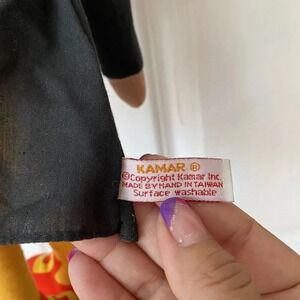 KAMAR ®
©Copyright Kamar Inc.
MADE BY HAND IN TAIWAN
Surface washable